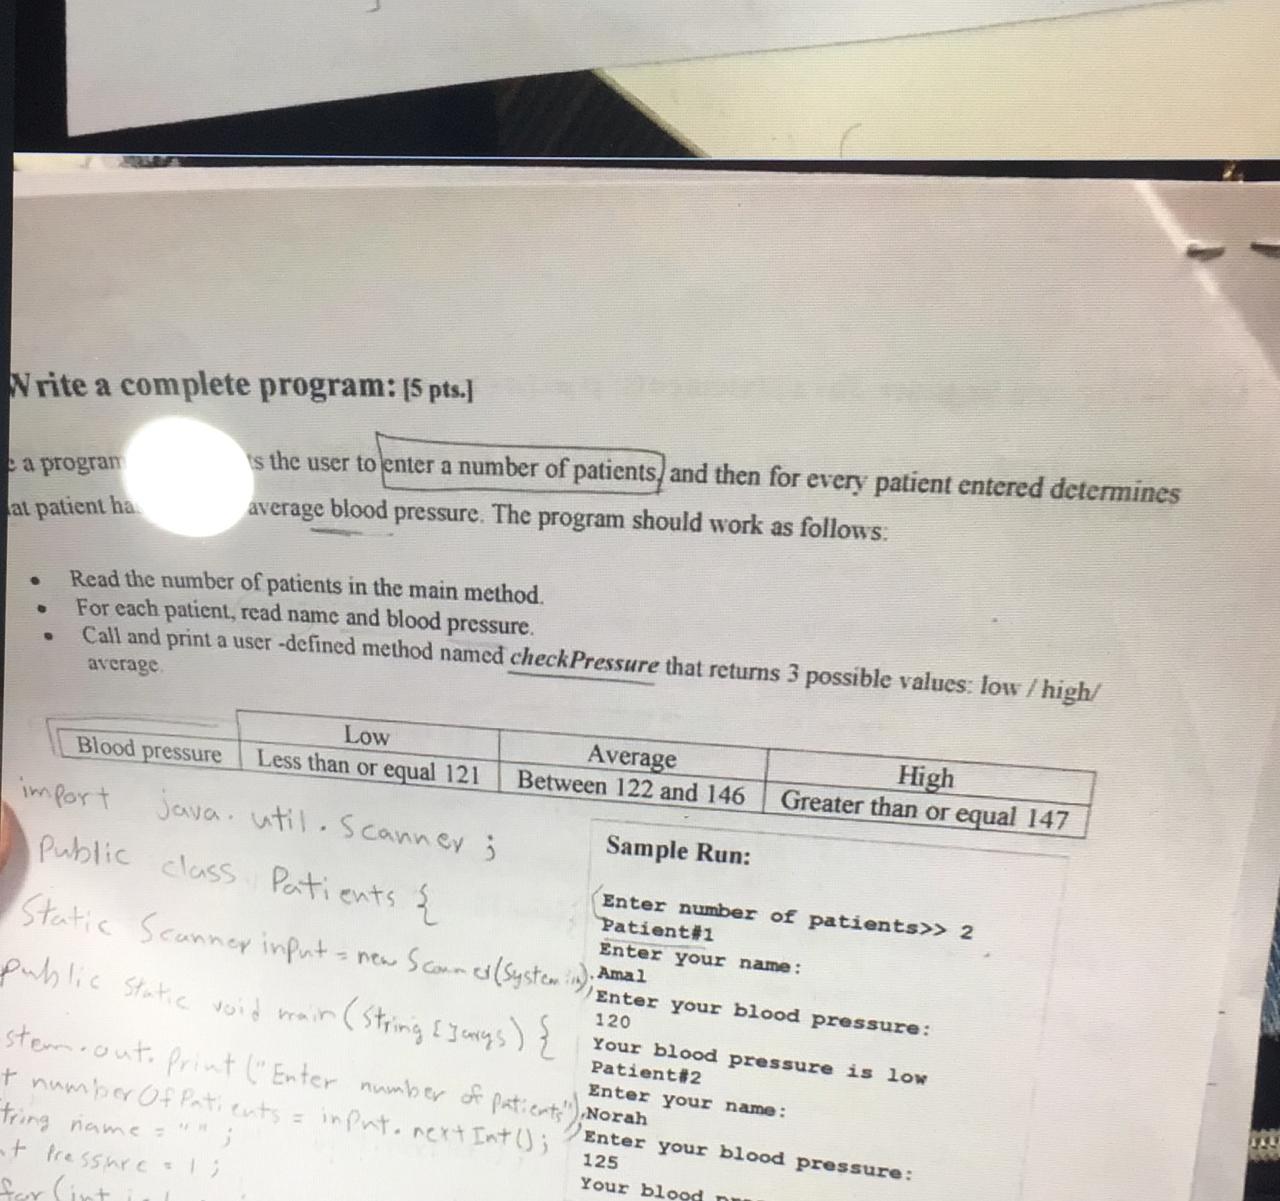 Write a complete program: [5 pts.]
a program the user to enter a number of patients, and then for every patient entered determines
patient average blood pressure. The program should work as follows:
• Read the number of patients in the main method.
• For each patient, read name and blood pressure.
• Call and print a user -defined method named checkPressure that returns 3 possible values: low / high/
average.
Low Average High
Blood pressure Less than or equal 121 Between 122 and 146 Greater than or equal 147
import java.util.Scanner;
Public class Patients {
Static Scanner input = new Scanner(System.in);
public static void main(String []args) {
.out.print("Enter number of patients");
numberOfPatients = input.nextInt();
name = "";
Pressure = 1;
for(int
Sample Run:
Enter number of patients>> 2
Patient#1
Enter your name:
Amal
Enter your blood pressure:
120
Your blood pressure is low
Patient#2
Enter your name:
Norah
Enter your blood pressure:
125
Your blood